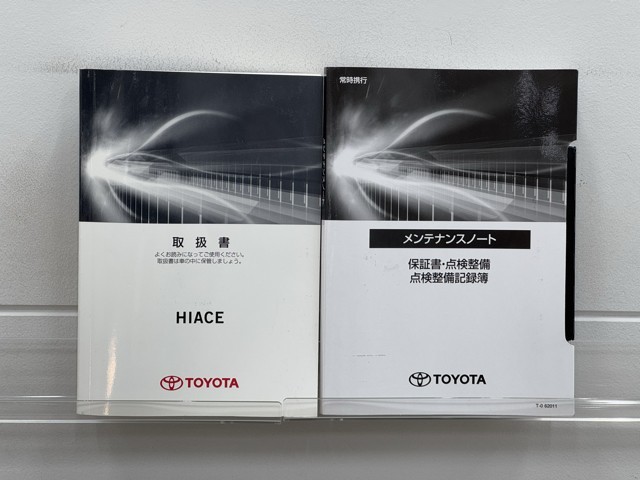 取扱書
よくお読みになってご使用ください。
取扱書は車の中に保管しましょう。
HIACE
TOYOTA
常時携行
メンテナンスノート
保証書・点検整備
点検整備記録簿
TOYOTA